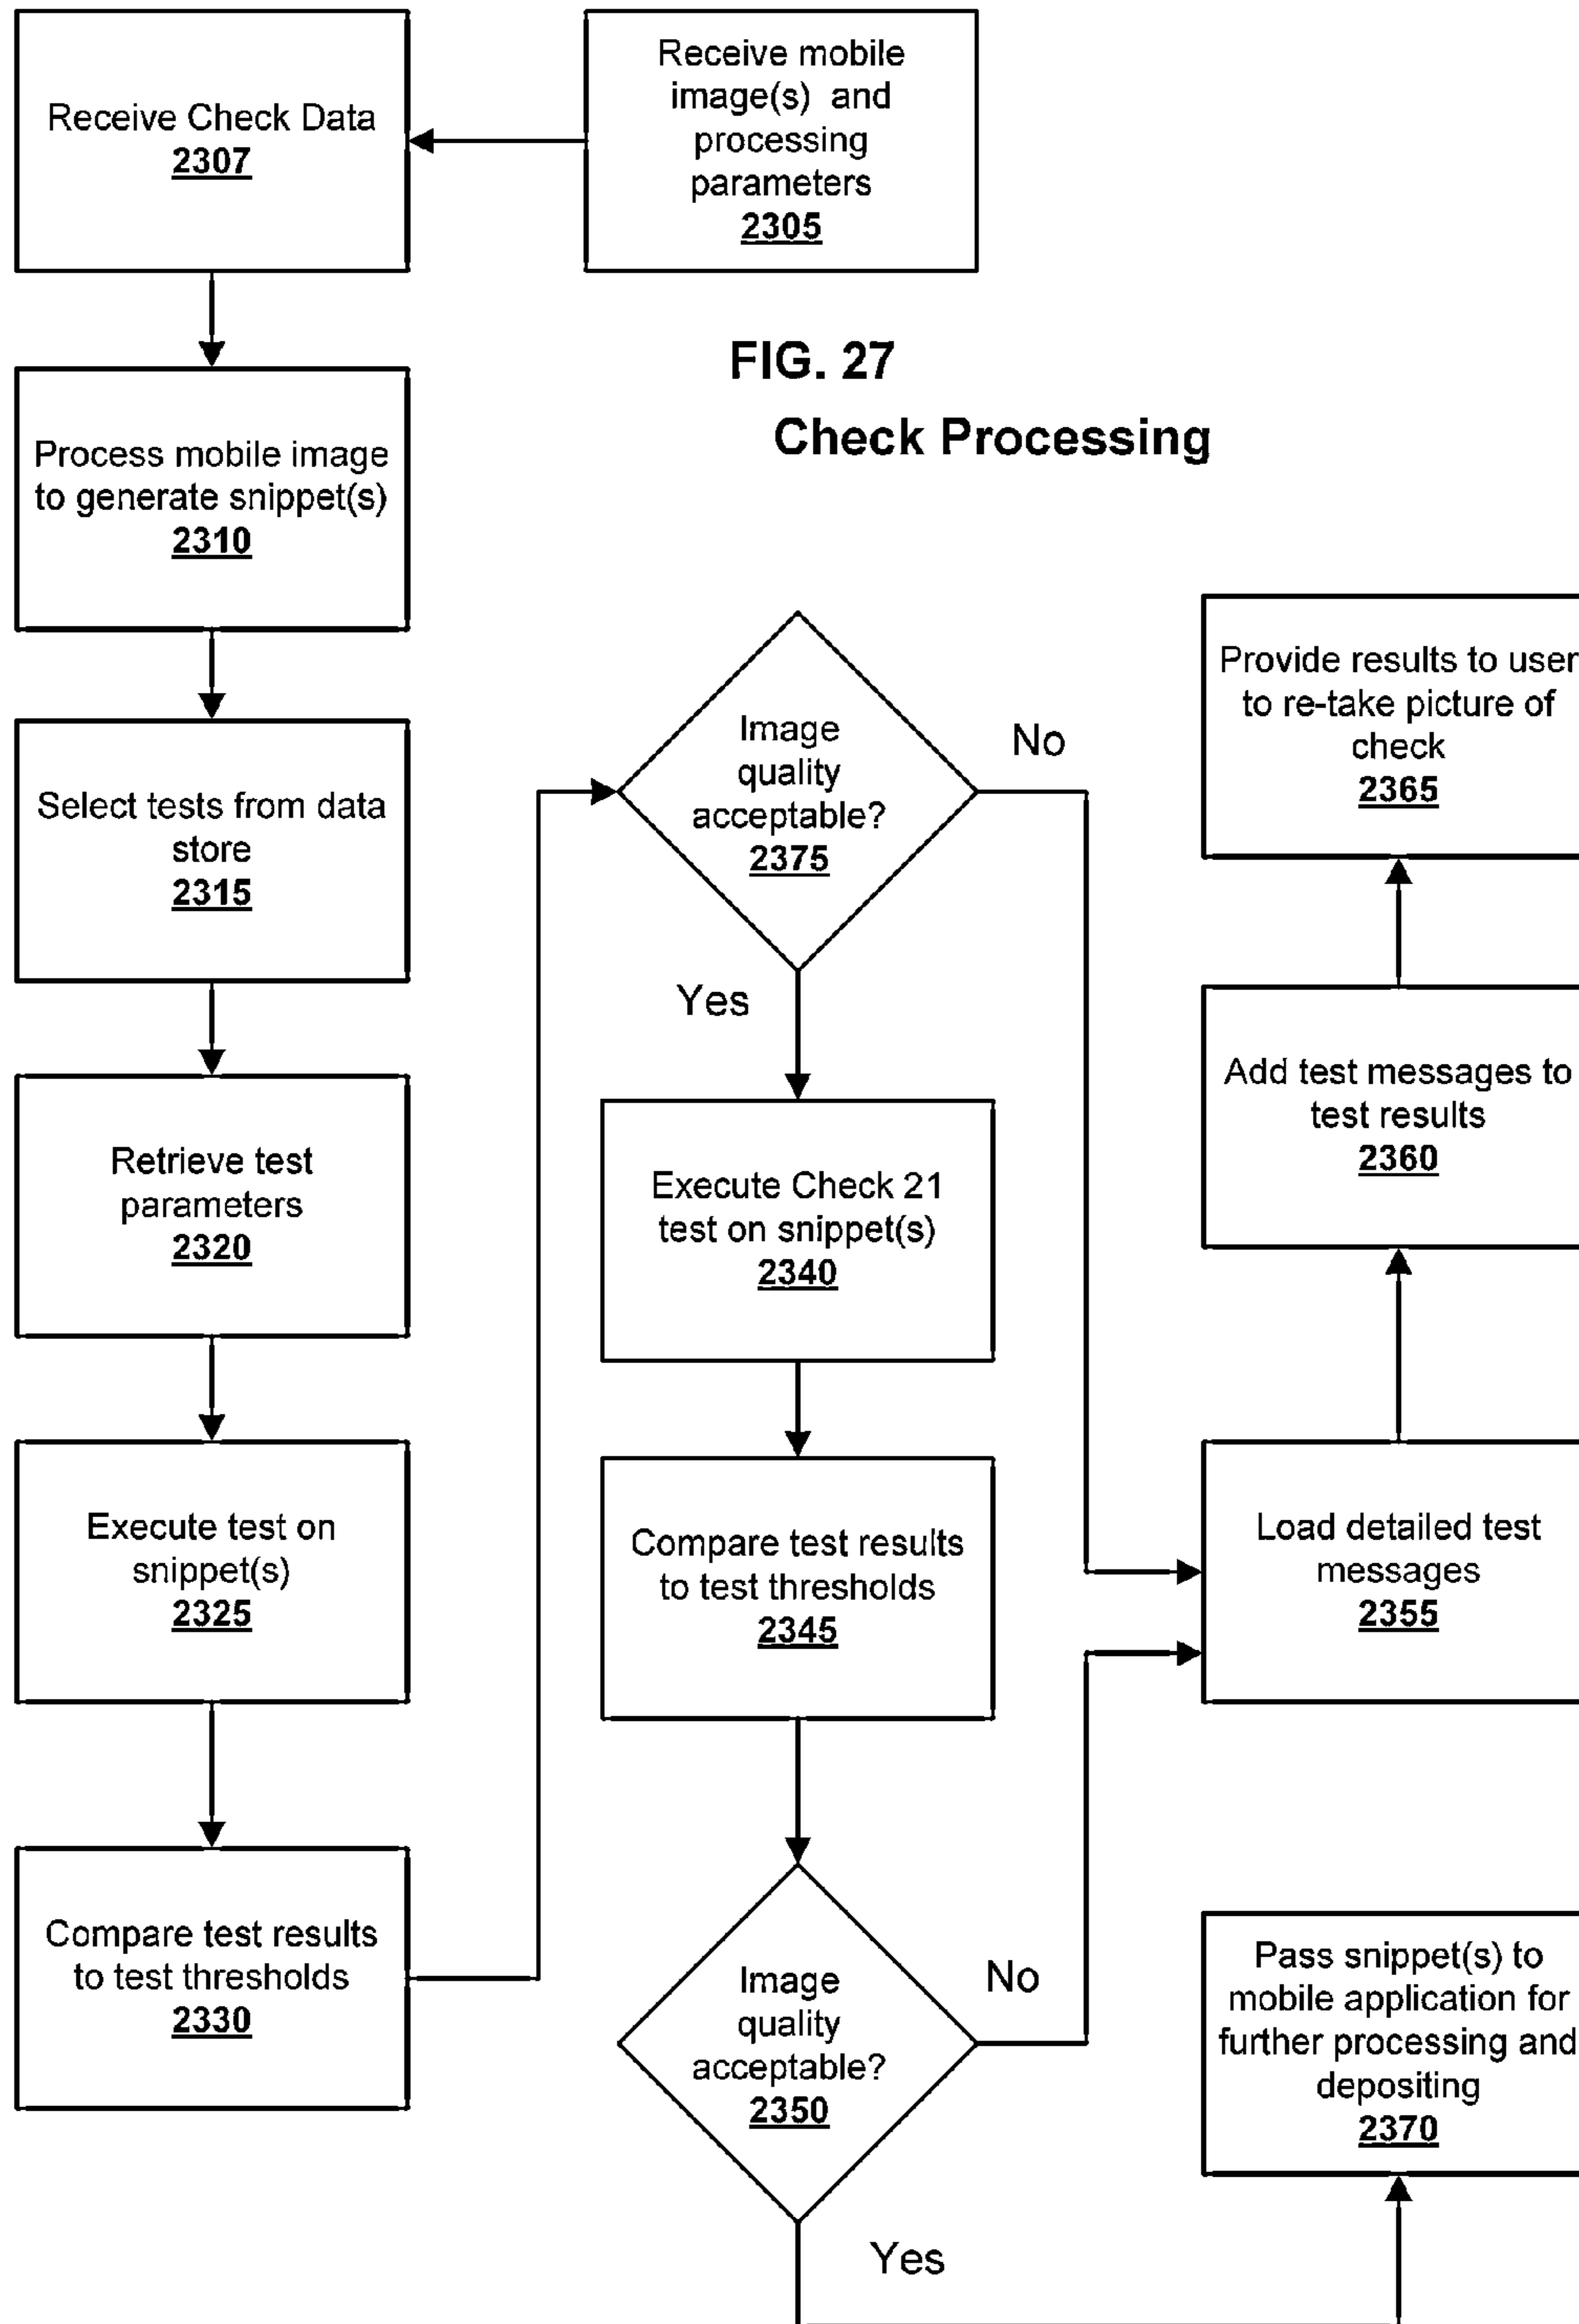 Receive Check Data
2307
Receive mobile
image(s) and
processing
parameters
2305
FIG. 27
Check Processing
Process mobile image
to generate snippet(s)
2310
Select tests from data
store
2315
Retrieve test
parameters
2320
Execute test on
snippet(s)
2325
Compare test results
to test thresholds
2330
Image
quality
acceptable?
2375
No
Yes
Execute Check 21
test on snippet(s)
2340
Compare test results
to test thresholds
2345
Image
quality
acceptable?
2350
No
Yes
Provide results to user
to re-take picture of
check
2365
Add test messages to
test results
2360
Load detailed test
messages
2355
Pass snippet(s) to
mobile application for
further processing and
depositing
2370